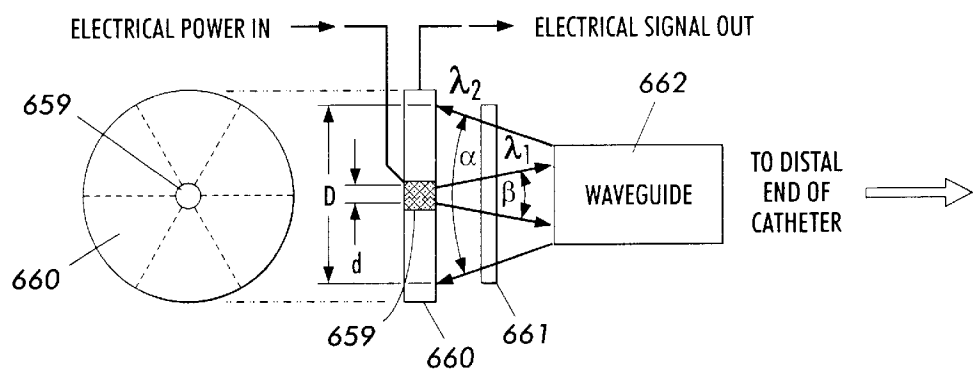 ELECTRICAL POWER IN
ELECTRICAL SIGNAL OUT
659
λ2
662
α
λ1
D
β
WAVEGUIDE
TO DISTAL
END OF
CATHETER
660
d
659
660
661